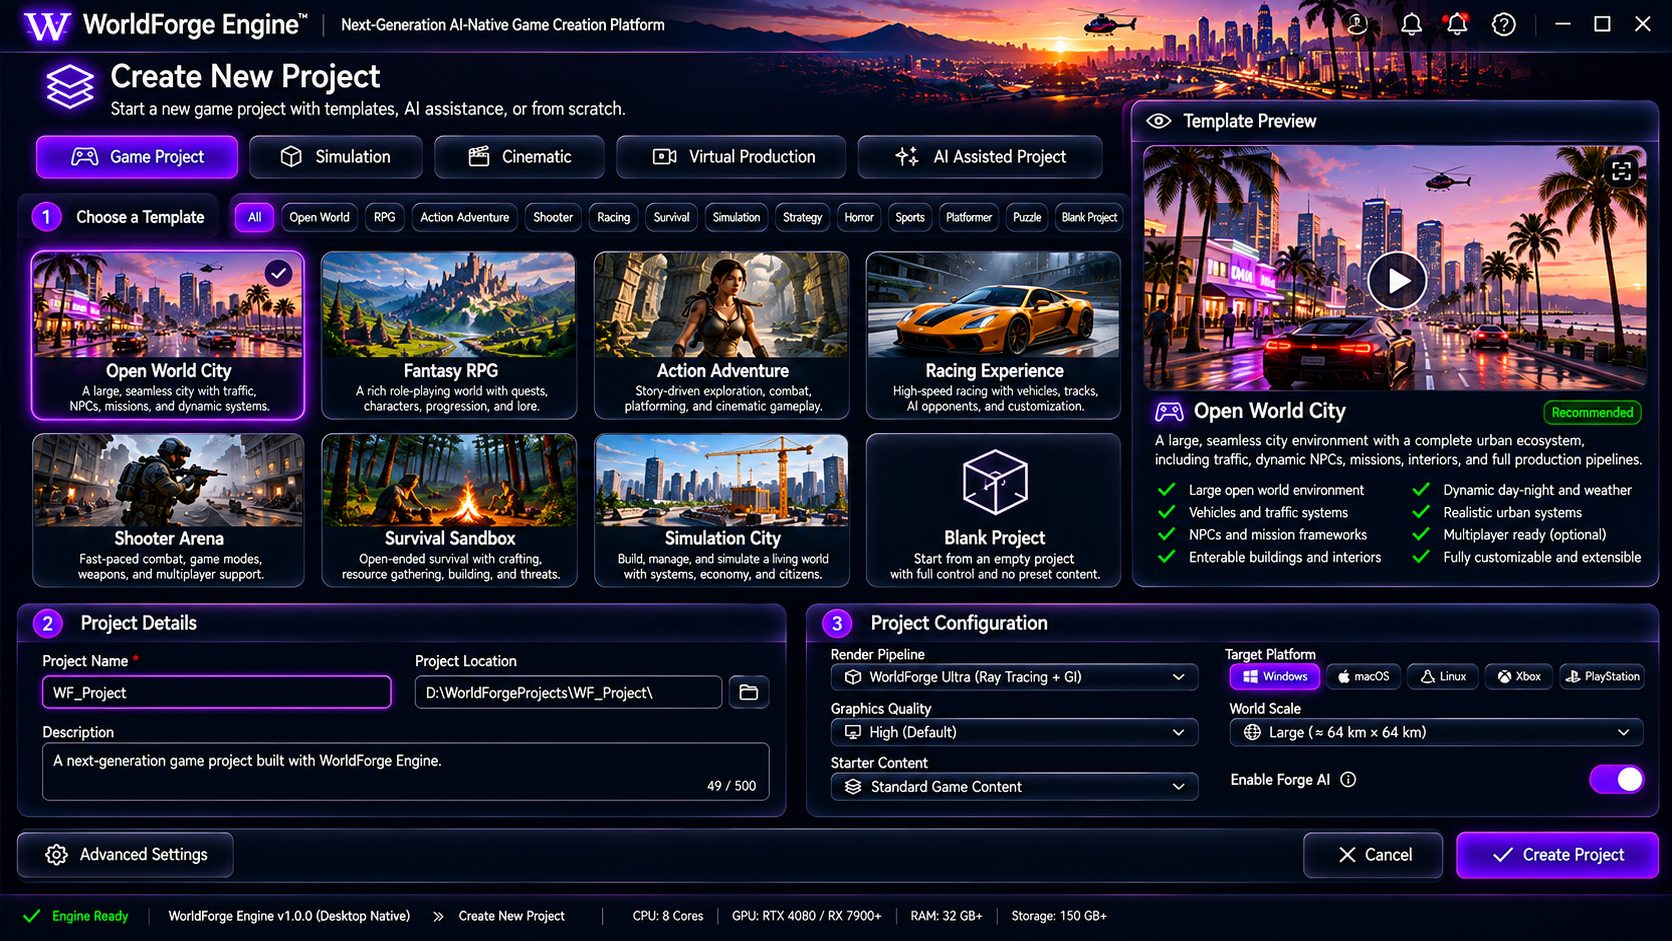 W WorldForge Engine™ | Next-Generation AI-Native Game Creation Platform
Create New Project
Start a new game project with templates, AI assistance, or from scratch.
Game Project
Simulation
Cinematic
Virtual Production
AI Assisted Project
1 Choose a Template
All
Open World
RPG
Action Adventure
Shooter
Racing
Survival
Simulation
Strategy
Horror
Sports
Platformer
Puzzle
Blank Project
Open World City
A large, seamless city with traffic,
NPCs, missions, and dynamic systems.
Fantasy RPG
A rich role-playing world with quests,
characters, progression, and lore.
Action Adventure
Story-driven exploration, combat,
platforming, and cinematic gameplay.
Racing Experience
High-speed racing with vehicles, tracks,
AI opponents, and customization.
Shooter Arena
Fast-paced combat, game modes,
weapons, and multiplayer support.
Survival Sandbox
Open-ended survival with crafting,
resource gathering, building, and threats.
Simulation City
Build, manage, and simulate a living world
with systems, economy, and citizens.
Blank Project
Start from an empty project
with full control and no preset content.
Template Preview
Open World City
Recommended
A large, seamless city environment with a complete urban ecosystem,
including traffic, dynamic NPCs, missions, interiors, and full production pipelines.
Large open world environment
Vehicles and traffic systems
NPCs and mission frameworks
Enterable buildings and interiors
Dynamic day-night and weather
Realistic urban systems
Multiplayer ready (optional)
Fully customizable and extensible
2 Project Details
Project Name *
WF_Project
Project Location
D:\WorldForgeProjects\WF_Project\
Description
A next-generation game project built with WorldForge Engine.
49 / 500
3 Project Configuration
Render Pipeline
WorldForge Ultra (Ray Tracing + GI)
Graphics Quality
High (Default)
Starter Content
Standard Game Content
Target Platform
Windows
macOS
Linux
Xbox
PlayStation
World Scale
Large (≈ 64 km × 64 km)
Enable Forge AI
Advanced Settings
Cancel
Create Project
Engine Ready | WorldForge Engine v1.0.0 (Desktop Native) » Create New Project | CPU: 8 Cores | GPU: RTX 4080 / RX 7900+ | RAM: 32 GB+ | Storage: 150 GB+